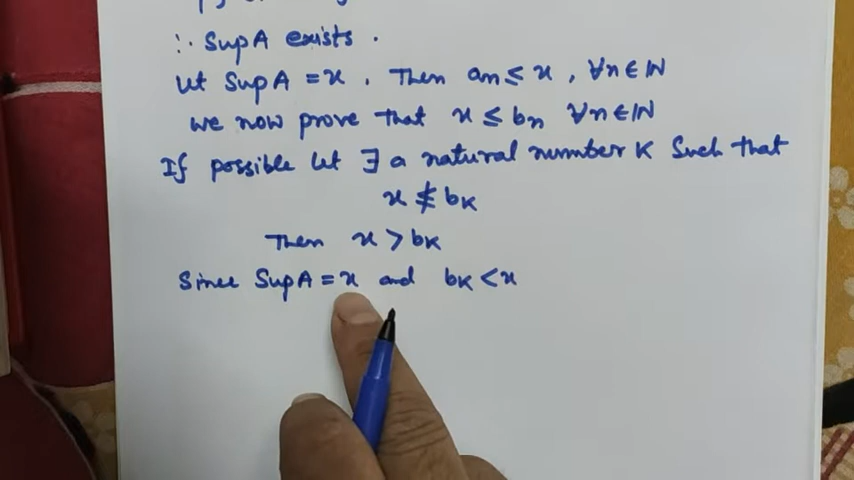 ∴ Sup A exists.
Let Sup A = x. Then an ≤ x, ∀n∈N
We now prove that x ≤ bn ∀n∈N
If possible let ∃ a natural number K Such that
x ≰ bK
Then x > bK
Since Sup A = x and bK < x